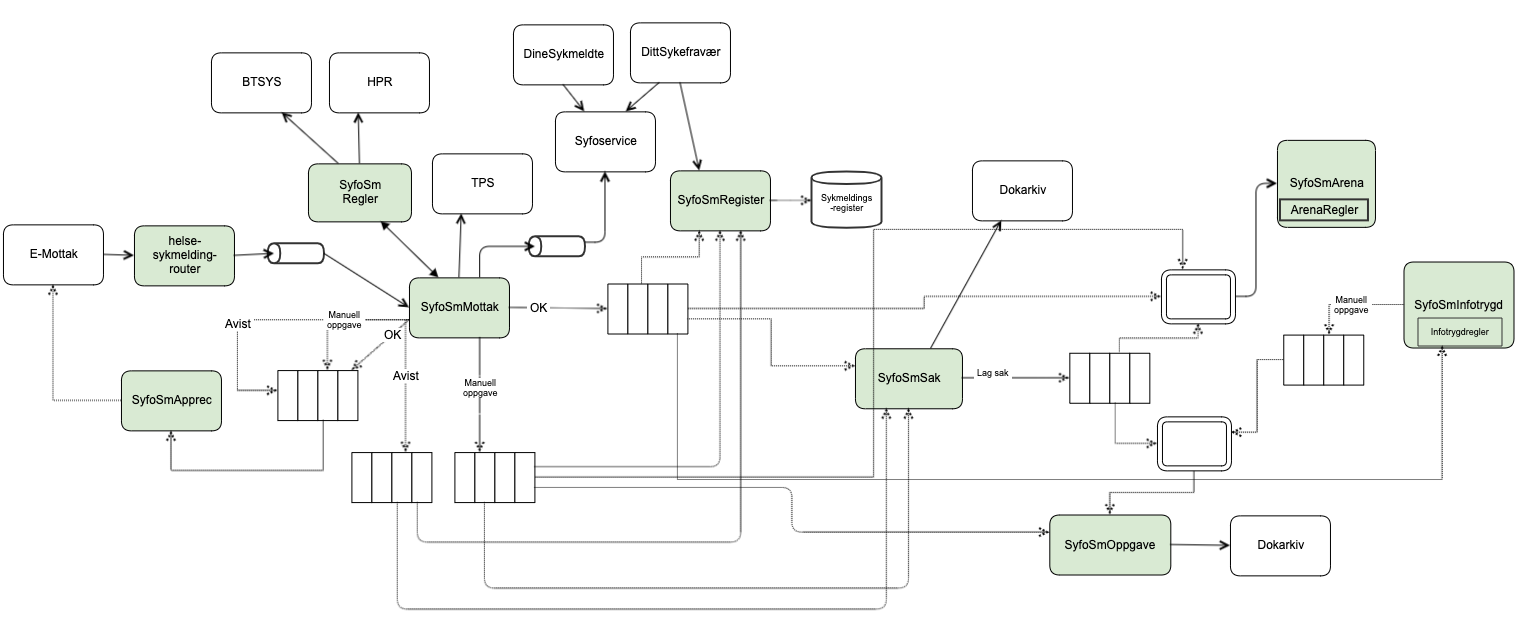 DineSykmeldte
DittSykefravær
BTSYS
HPR
Syfoservice
SyfoSm
Regler
TPS
SyfoSmRegister
Sykmeldings
-register
Dokarkiv
SyfoSmArena
ArenaRegler
E-Mottak
helse-
sykmelding-
router
SyfoSmMottak
OK
Avist
Manuell
oppgave
OK
Avist
Manuell
oppgave
SyfoSmApprec
SyfoSmSak
Lag sak
Manuell
oppgave
SyfoSmInfotrygd
Infotrygdregler
SyfoSmOppgave
Dokarkiv